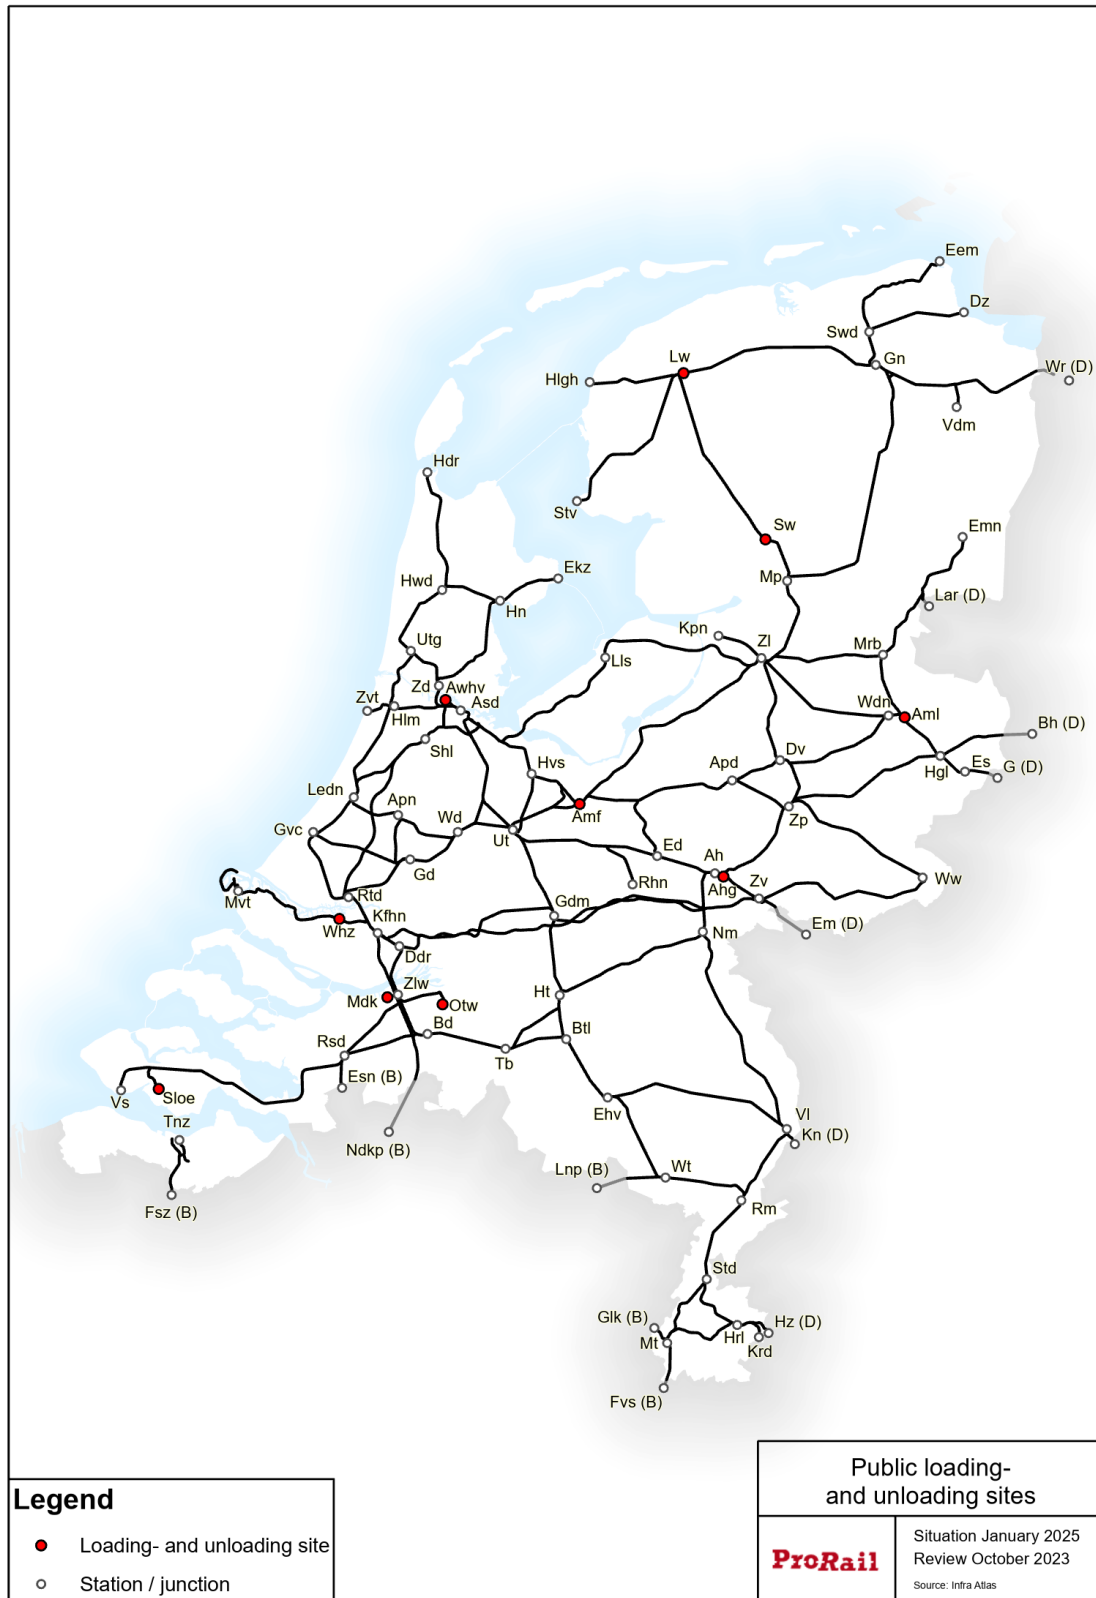 Eem
Dz
Swd
Gn
Lw
Wr (D)
Hlgh
Vdm
Hdr
Stv
Sw
Emn
Ekz
Mp
Hwd
Lar (D)
Hn
Kpn
Utg
Zl
Mrb
Lls
Zd
Awhv
Zvt
Asd
Hlm
Wdn
Aml
Bh (D)
Shl
Dv
Hvs
Apd
Hgl
Es
G (D)
Ledn
Apn
Amf
Zp
Gvc
Wd
Ut
Ed
Ah
Gd
Rhn
Ahg
Zv
Ww
Mvt
Rtd
Kfhn
Gdm
Whz
Em (D)
Nm
Ddr
Zlw
Mdk
Otw
Ht
Bd
Btl
Rsd
Tb
Esn (B)
Vs
Sloe
Ehv
Tnz
Vl
Kn (D)
Ndkp (B)
Lnp (B)
Wt
Fsz (B)
Rm
Std
Glk (B)
Hz (D)
Mt
Hrl
Krd
Fvs (B)
Legend
Loading- and unloading site
Station / junction
Public loading-
and unloading sites
ProRail
Situation January 2025
Review October 2023
Source: Infra Atlas